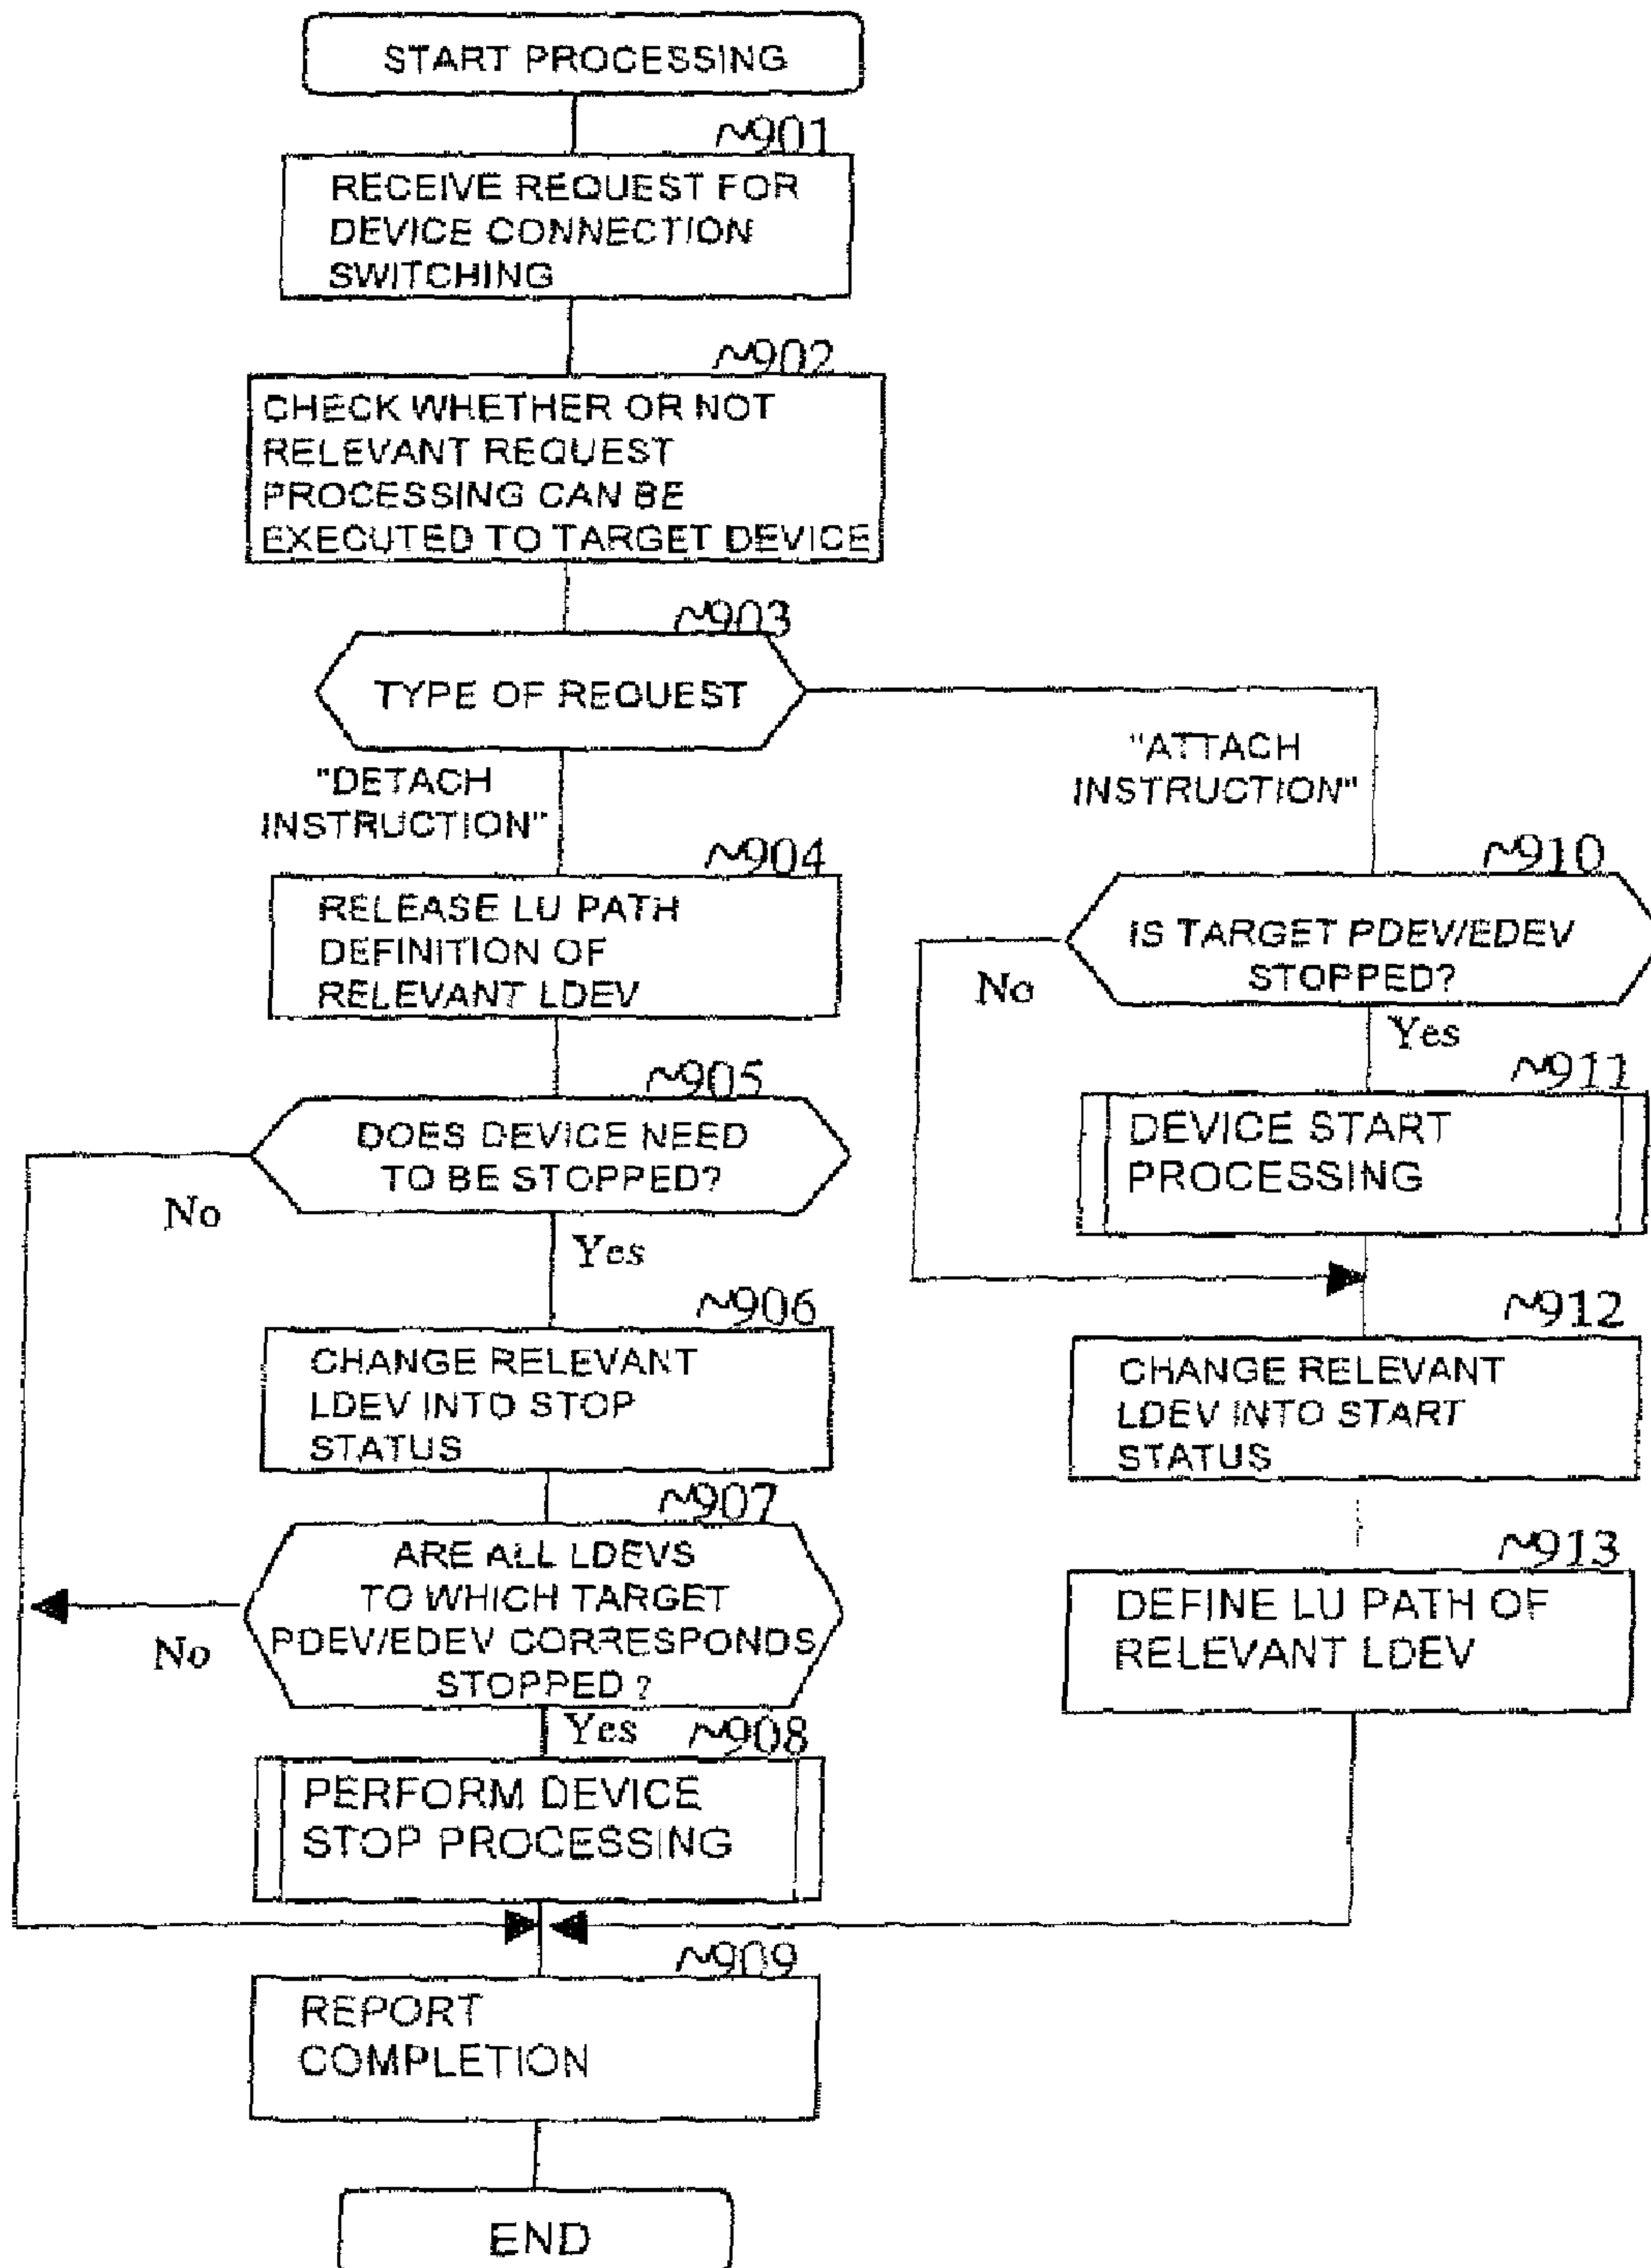 START PROCESSING
~901
RECEIVE REQUEST FOR
DEVICE CONNECTION
SWITCHING
~902
CHECK WHETHER OR NOT
RELEVANT REQUEST
PROCESSING CAN BE
EXECUTED TO TARGET DEVICE
~903
TYPE OF REQUEST
"DETACH
INSTRUCTION"
"ATTACH
INSTRUCTION"
~904
RELEASE LU PATH
DEFINITION OF
RELEVANT LDEV
~905
DOES DEVICE NEED
TO BE STOPPED?
No
Yes
~906
CHANGE RELEVANT
LDEV INTO STOP
STATUS
~907
ARE ALL LDEVS
TO WHICH TARGET
PDEV/EDEV CORRESPONDS
STOPPED ?
No
Yes
~908
PERFORM DEVICE
STOP PROCESSING
~910
IS TARGET PDEV/EDEV
STOPPED?
No
Yes
~911
DEVICE START
PROCESSING
~912
CHANGE RELEVANT
LDEV INTO START
STATUS
~913
DEFINE LU PATH OF
RELEVANT LDEV
~909
REPORT
COMPLETION
END